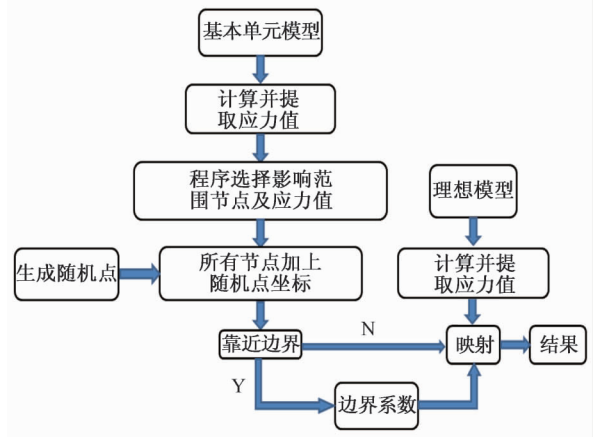 基本单元模型
计算并提
取应力值
程序选择影响范
围节点及应力值
理想模型
生成随机点
所有节点加上
随机点坐标
计算并提
取应力值
靠近边界
N
映射
结果
Y
边界系数